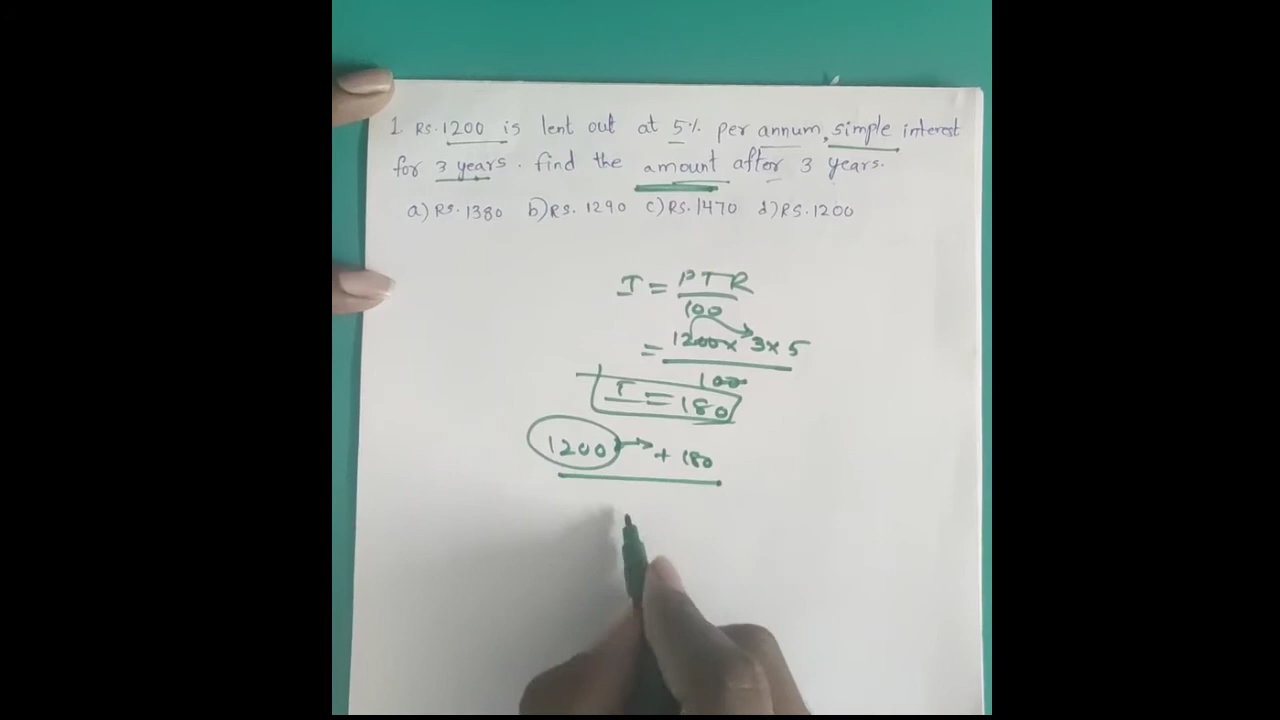 1 Rs.1200 is lent out at 5% per annum, simple interest
for 3 years. find the amount after 3 years.
a) Rs.1380 b) Rs. 1290 c) Rs.1470 d) Rs.1200
I = PTR
100
= 1200 x 3 x 5
100
I = 180
1200 → + 180